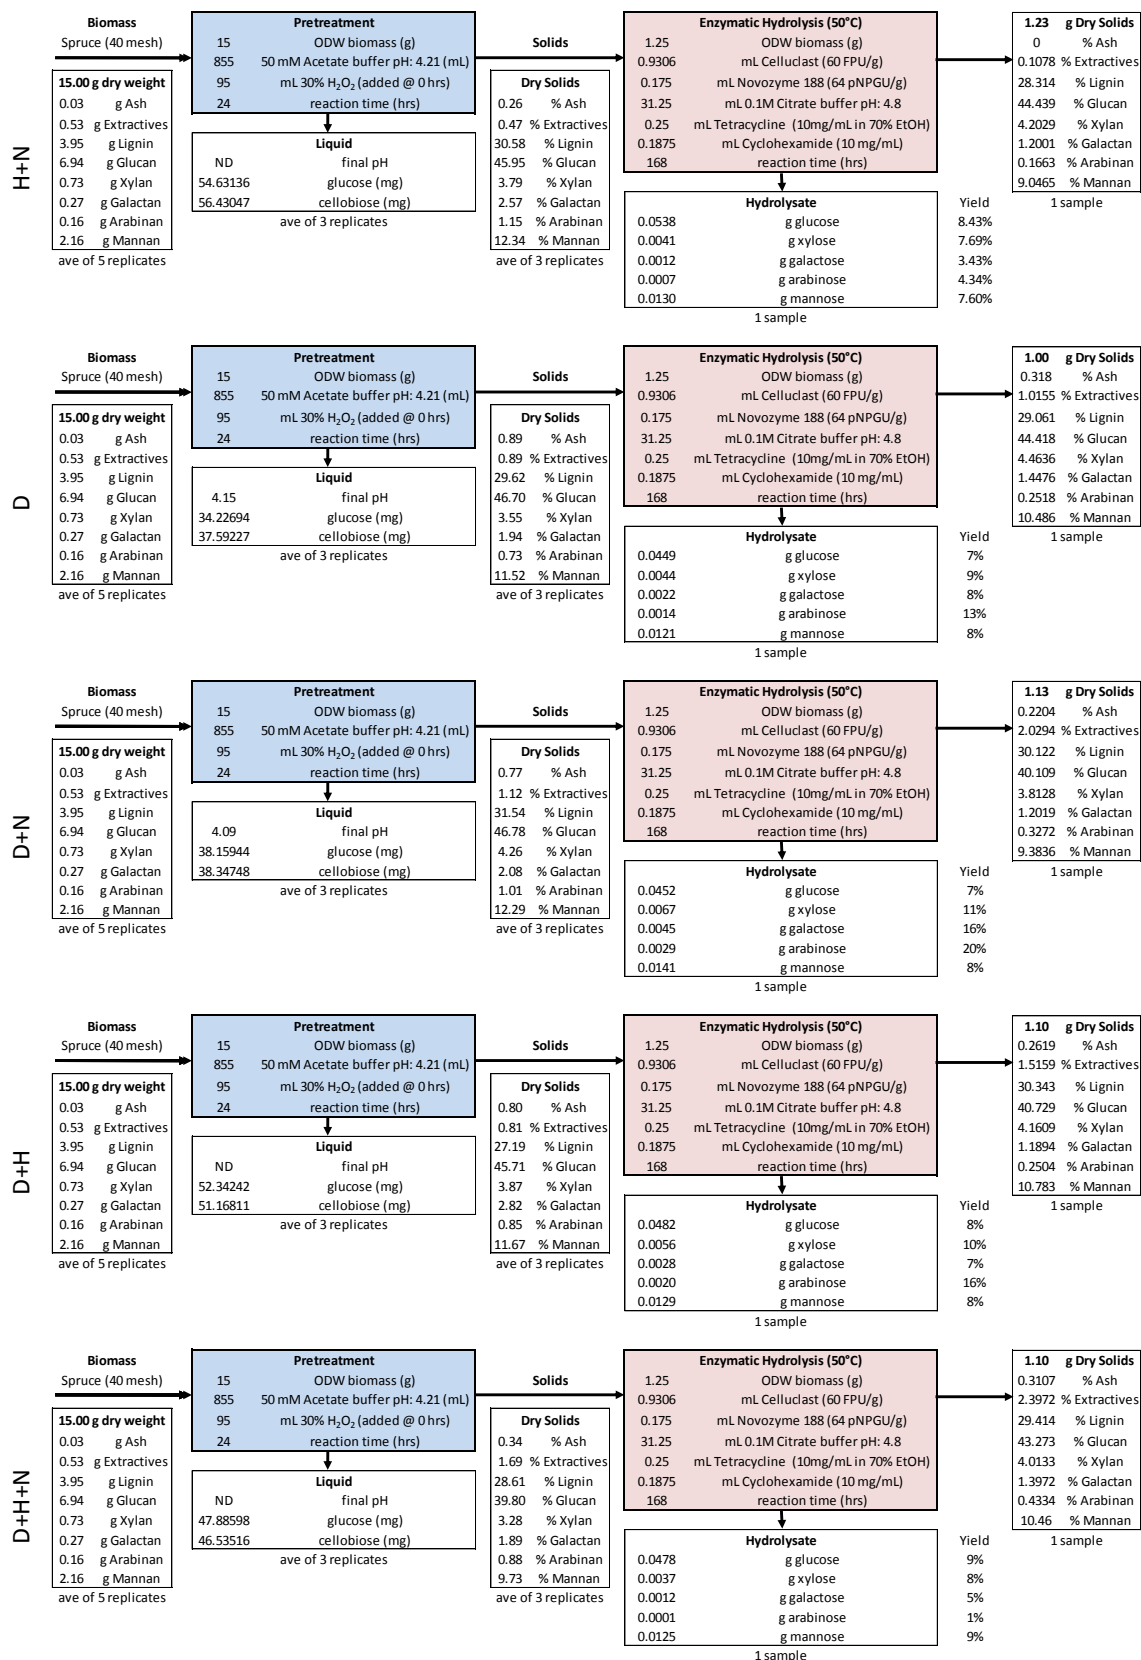 H+N
Biomass
Spruce (40 mesh)
15.00 g dry weight
0.03 g Ash
0.53 g Extractives
3.95 g Lignin
6.94 g Glucan
0.73 g Xylan
0.27 g Galactan
0.16 g Arabinan
2.16 g Mannan
ave of 5 replicates
Pretreatment
15 ODW biomass (g)
855 50 mM Acetate buffer pH: 4.21 (mL)
95 mL 30% H₂O₂ (added @ 0 hrs)
24 reaction time (hrs)
Liquid
ND final pH
54.63136 glucose (mg)
56.43047 cellobiose (mg)
ave of 3 replicates
Solids
Dry Solids
0.26 % Ash
0.47 % Extractives
30.58 % Lignin
45.95 % Glucan
3.79 % Xylan
2.57 % Galactan
1.15 % Arabinan
12.34 % Mannan
ave of 3 replicates
Enzymatic Hydrolysis (50°C)
1.25 ODW biomass (g)
0.9306 mL Celluclast (60 FPU/g)
0.175 mL Novozyme 188 (64 pNPGU/g)
31.25 mL 0.1M Citrate buffer pH: 4.8
0.25 mL Tetracycline (10mg/mL in 70% EtOH)
0.1875 mL Cyclohexamide (10 mg/mL)
168 reaction time (hrs)
Hydrolysate Yield
0.0538 g glucose 8.43%
0.0041 g xylose 7.69%
0.0012 g galactose 3.43%
0.0007 g arabinose 4.34%
0.0130 g mannose 7.60%
1 sample
1.23 g Dry Solids
0 % Ash
0.1078 % Extractives
28.314 % Lignin
44.439 % Glucan
4.2029 % Xylan
1.2001 % Galactan
0.1663 % Arabinan
9.0465 % Mannan
1 sample
D
Biomass
Spruce (40 mesh)
15.00 g dry weight
0.03 g Ash
0.53 g Extractives
3.95 g Lignin
6.94 g Glucan
0.73 g Xylan
0.27 g Galactan
0.16 g Arabinan
2.16 g Mannan
ave of 5 replicates
Pretreatment
15 ODW biomass (g)
855 50 mM Acetate buffer pH: 4.21 (mL)
95 mL 30% H₂O₂ (added @ 0 hrs)
24 reaction time (hrs)
Liquid
4.15 final pH
34.22694 glucose (mg)
37.59227 cellobiose (mg)
ave of 3 replicates
Solids
Dry Solids
0.89 % Ash
0.89 % Extractives
29.62 % Lignin
46.70 % Glucan
3.55 % Xylan
1.94 % Galactan
0.73 % Arabinan
11.52 % Mannan
ave of 3 replicates
Enzymatic Hydrolysis (50°C)
1.25 ODW biomass (g)
0.9306 mL Celluclast (60 FPU/g)
0.175 mL Novozyme 188 (64 pNPGU/g)
31.25 mL 0.1M Citrate buffer pH: 4.8
0.25 mL Tetracycline (10mg/mL in 70% EtOH)
0.1875 mL Cyclohexamide (10 mg/mL)
168 reaction time (hrs)
Hydrolysate Yield
0.0449 g glucose 7%
0.0044 g xylose 9%
0.0022 g galactose 8%
0.0014 g arabinose 13%
0.0121 g mannose 8%
1 sample
1.00 g Dry Solids
0.318 % Ash
1.0155 % Extractives
29.061 % Lignin
44.418 % Glucan
4.4636 % Xylan
1.4476 % Galactan
0.2518 % Arabinan
10.486 % Mannan
1 sample
D+N
Biomass
Spruce (40 mesh)
15.00 g dry weight
0.03 g Ash
0.53 g Extractives
3.95 g Lignin
6.94 g Glucan
0.73 g Xylan
0.27 g Galactan
0.16 g Arabinan
2.16 g Mannan
ave of 5 replicates
Pretreatment
15 ODW biomass (g)
855 50 mM Acetate buffer pH: 4.21 (mL)
95 mL 30% H₂O₂ (added @ 0 hrs)
24 reaction time (hrs)
Liquid
4.09 final pH
38.15944 glucose (mg)
38.34748 cellobiose (mg)
ave of 3 replicates
Solids
Dry Solids
0.77 % Ash
1.12 % Extractives
31.54 % Lignin
46.78 % Glucan
4.26 % Xylan
2.08 % Galactan
1.01 % Arabinan
12.29 % Mannan
ave of 3 replicates
Enzymatic Hydrolysis (50°C)
1.25 ODW biomass (g)
0.9306 mL Celluclast (60 FPU/g)
0.175 mL Novozyme 188 (64 pNPGU/g)
31.25 mL 0.1M Citrate buffer pH: 4.8
0.25 mL Tetracycline (10mg/mL in 70% EtOH)
0.1875 mL Cyclohexamide (10 mg/mL)
168 reaction time (hrs)
Hydrolysate Yield
0.0452 g glucose 7%
0.0067 g xylose 11%
0.0045 g galactose 16%
0.0029 g arabinose 20%
0.0141 g mannose 8%
1 sample
1.13 g Dry Solids
0.2204 % Ash
2.0294 % Extractives
30.122 % Lignin
40.109 % Glucan
3.8128 % Xylan
1.2019 % Galactan
0.3272 % Arabinan
9.3836 % Mannan
1 sample
D+H
Biomass
Spruce (40 mesh)
15.00 g dry weight
0.03 g Ash
0.53 g Extractives
3.95 g Lignin
6.94 g Glucan
0.73 g Xylan
0.27 g Galactan
0.16 g Arabinan
2.16 g Mannan
ave of 5 replicates
Pretreatment
15 ODW biomass (g)
855 50 mM Acetate buffer pH: 4.21 (mL)
95 mL 30% H₂O₂ (added @ 0 hrs)
24 reaction time (hrs)
Liquid
ND final pH
52.34242 glucose (mg)
51.16811 cellobiose (mg)
ave of 3 replicates
Solids
Dry Solids
0.80 % Ash
0.81 % Extractives
27.19 % Lignin
45.71 % Glucan
3.87 % Xylan
2.82 % Galactan
0.85 % Arabinan
11.67 % Mannan
ave of 3 replicates
Enzymatic Hydrolysis (50°C)
1.25 ODW biomass (g)
0.9306 mL Celluclast (60 FPU/g)
0.175 mL Novozyme 188 (64 pNPGU/g)
31.25 mL 0.1M Citrate buffer pH: 4.8
0.25 mL Tetracycline (10mg/mL in 70% EtOH)
0.1875 mL Cyclohexamide (10 mg/mL)
168 reaction time (hrs)
Hydrolysate Yield
0.0482 g glucose 8%
0.0056 g xylose 10%
0.0028 g galactose 7%
0.0020 g arabinose 16%
0.0129 g mannose 8%
1 sample
1.10 g Dry Solids
0.2619 % Ash
1.5159 % Extractives
30.343 % Lignin
40.729 % Glucan
4.1609 % Xylan
1.1894 % Galactan
0.2504 % Arabinan
10.783 % Mannan
1 sample
D+H+N
Biomass
Spruce (40 mesh)
15.00 g dry weight
0.03 g Ash
0.53 g Extractives
3.95 g Lignin
6.94 g Glucan
0.73 g Xylan
0.27 g Galactan
0.16 g Arabinan
2.16 g Mannan
ave of 5 replicates
Pretreatment
15 ODW biomass (g)
855 50 mM Acetate buffer pH: 4.21 (mL)
95 mL 30% H₂O₂ (added @ 0 hrs)
24 reaction time (hrs)
Liquid
ND final pH
47.88598 glucose (mg)
46.53516 cellobiose (mg)
ave of 3 replicates
Solids
Dry Solids
0.34 % Ash
1.69 % Extractives
28.61 % Lignin
39.80 % Glucan
3.28 % Xylan
1.89 % Galactan
0.88 % Arabinan
9.73 % Mannan
ave of 3 replicates
Enzymatic Hydrolysis (50°C)
1.25 ODW biomass (g)
0.9306 mL Celluclast (60 FPU/g)
0.175 mL Novozyme 188 (64 pNPGU/g)
31.25 mL 0.1M Citrate buffer pH: 4.8
0.25 mL Tetracycline (10mg/mL in 70% EtOH)
0.1875 mL Cyclohexamide (10 mg/mL)
168 reaction time (hrs)
Hydrolysate Yield
0.0478 g glucose 9%
0.0037 g xylose 8%
0.0012 g galactose 5%
0.0001 g arabinose 1%
0.0125 g mannose 9%
1 sample
1.10 g Dry Solids
0.3107 % Ash
2.3972 % Extractives
29.414 % Lignin
43.273 % Glucan
4.0133 % Xylan
1.3972 % Galactan
0.4334 % Arabinan
10.46 % Mannan
1 sample